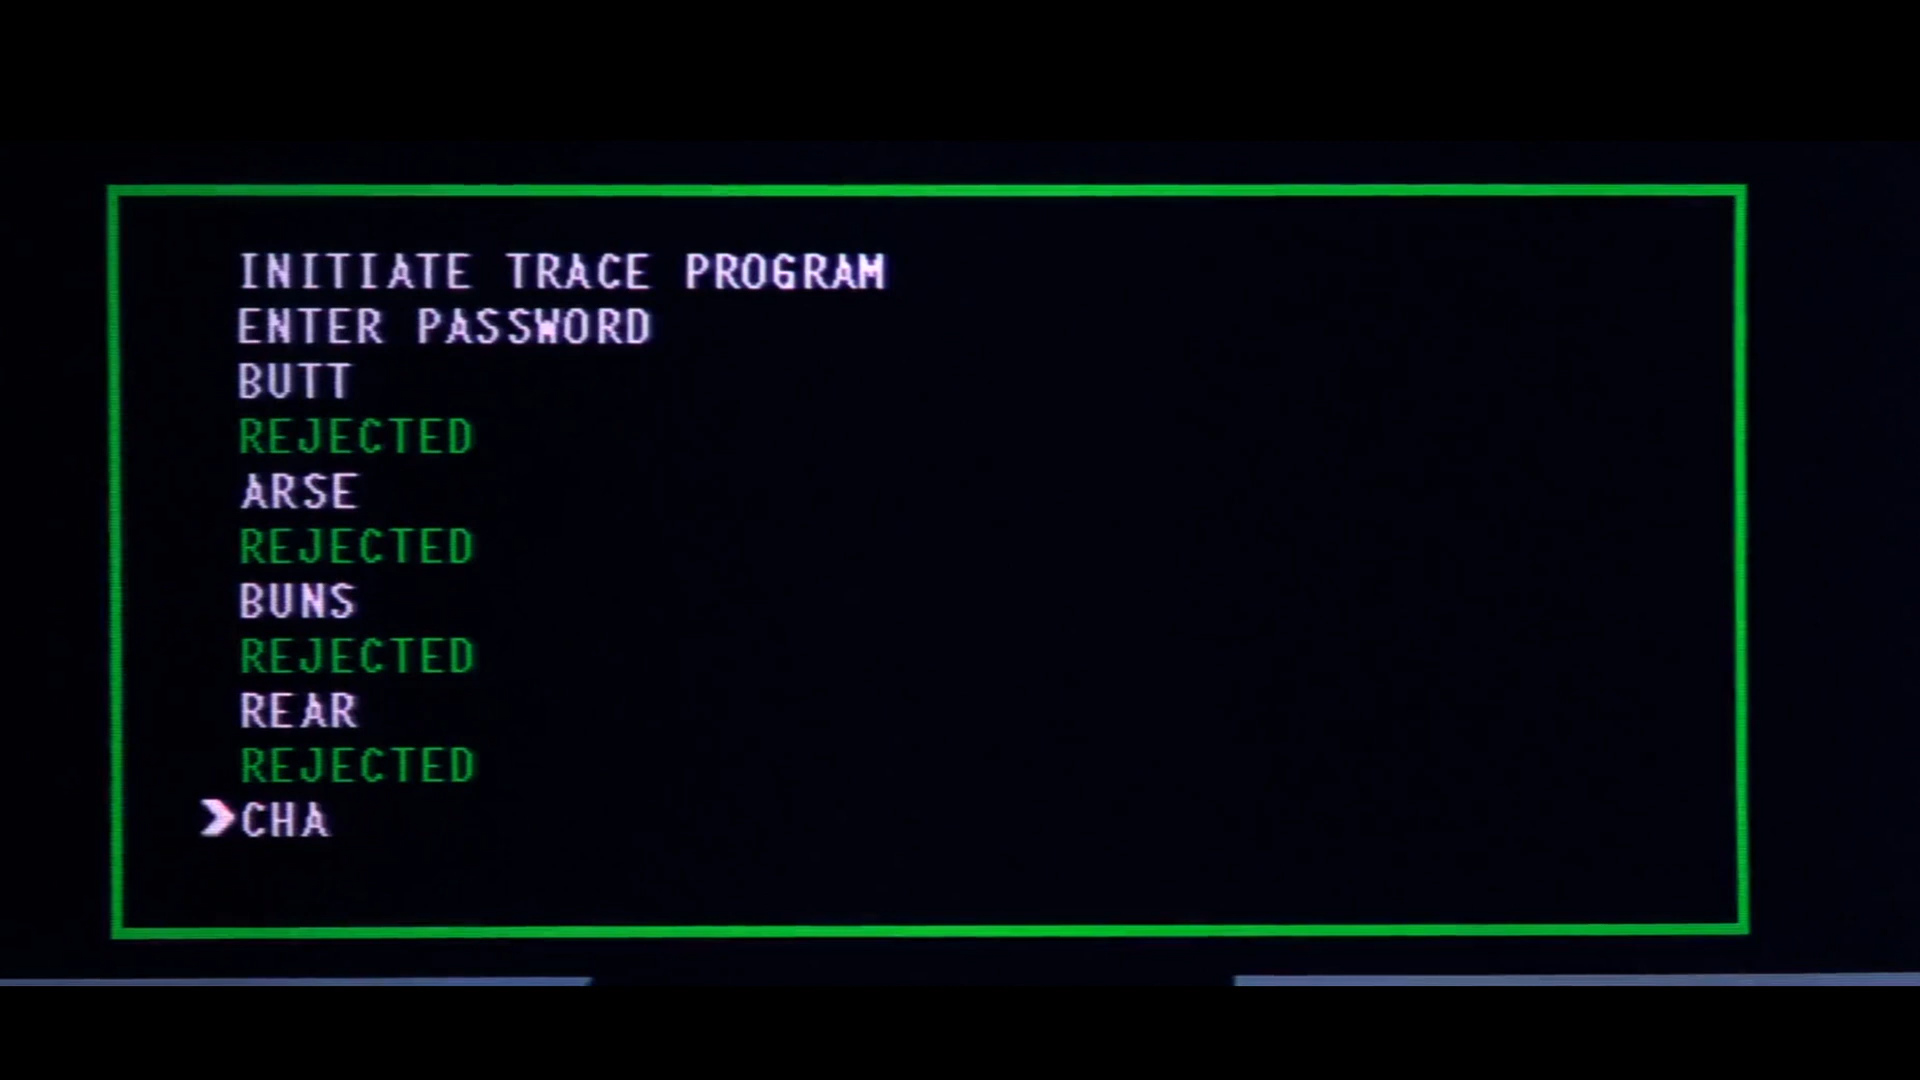 INITIATE TRACE PROGRAM
ENTER PASSWORD
BUTT
REJECTED
ARSE
REJECTED
BUNS
REJECTED
REAR
REJECTED
CHA